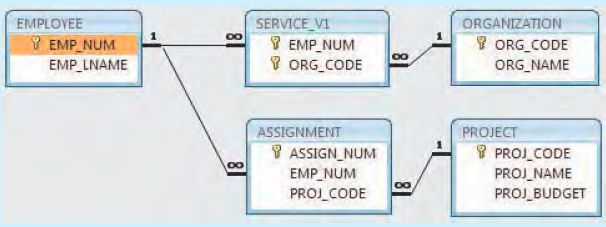 EMPLOYEE
EMP_NUM
EMP_LNAME
1
∞
SERVICE_V1
EMP_NUM
ORG_CODE
∞
1
ORGANIZATION
ORG_CODE
ORG_NAME
∞
ASSIGNMENT
ASSIGN_NUM
EMP_NUM
PROJ_CODE
∞
1
PROJECT
PROJ_CODE
PROJ_NAME
PROJ_BUDGET